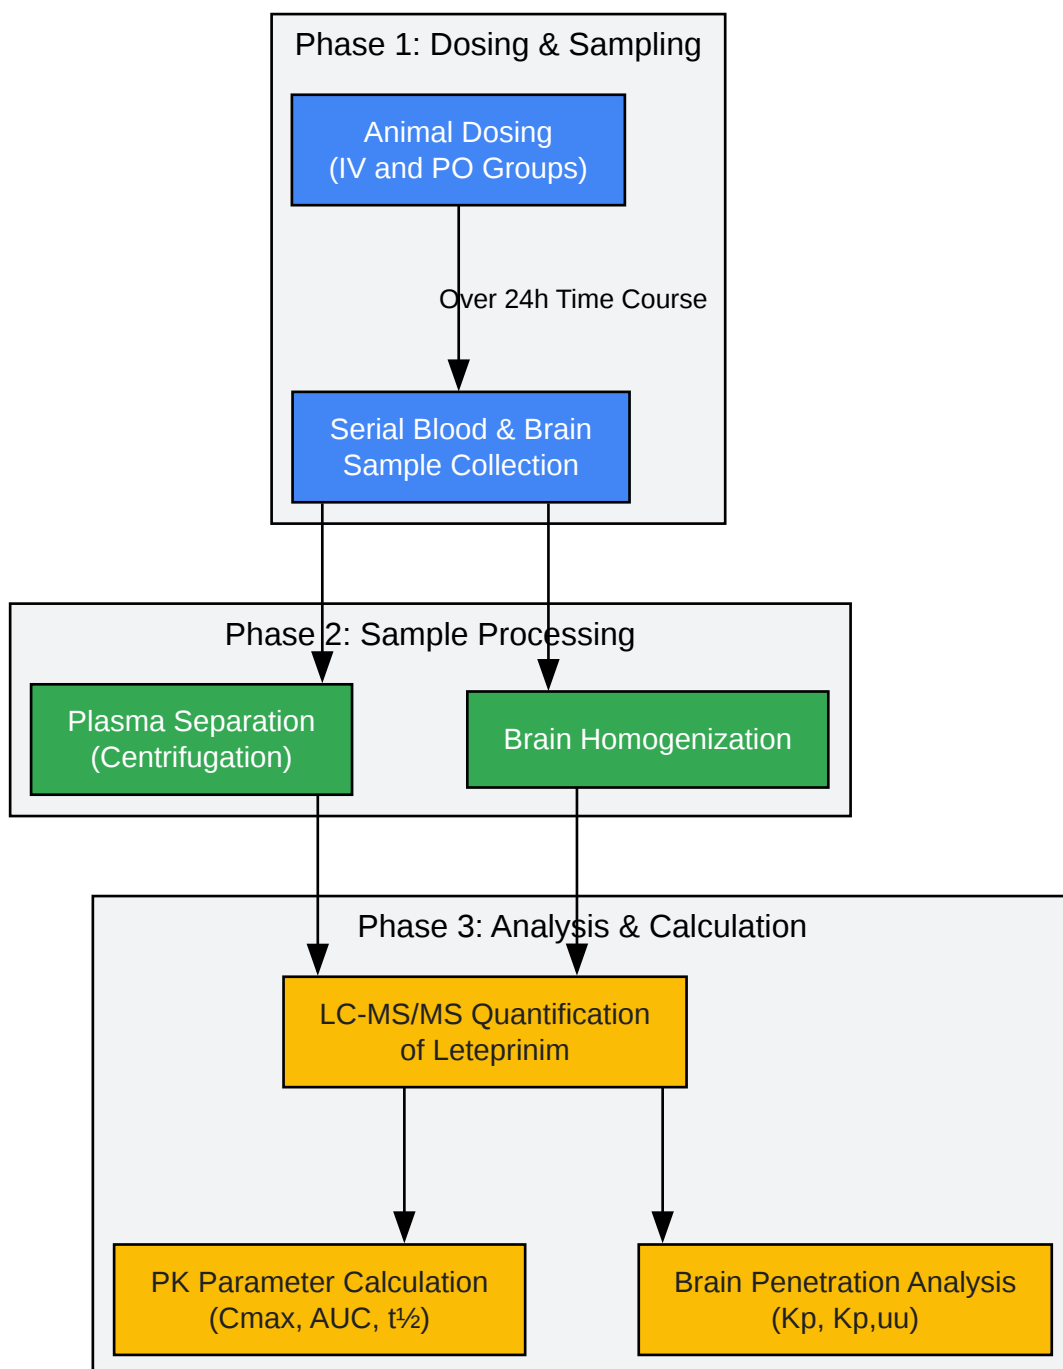 Phase 1: Dosing & Sampling
Animal Dosing
(IV and PO Groups)
Over 24h Time Course
Serial Blood & Brain
Sample Collection
Phase 2: Sample Processing
Plasma Separation
(Centrifugation)
Brain Homogenization
Phase 3: Analysis & Calculation
LC-MS/MS Quantification
of Leteprinim
PK Parameter Calculation
(Cmax, AUC, t½)
Brain Penetration Analysis
(Kp, Kp,uu)